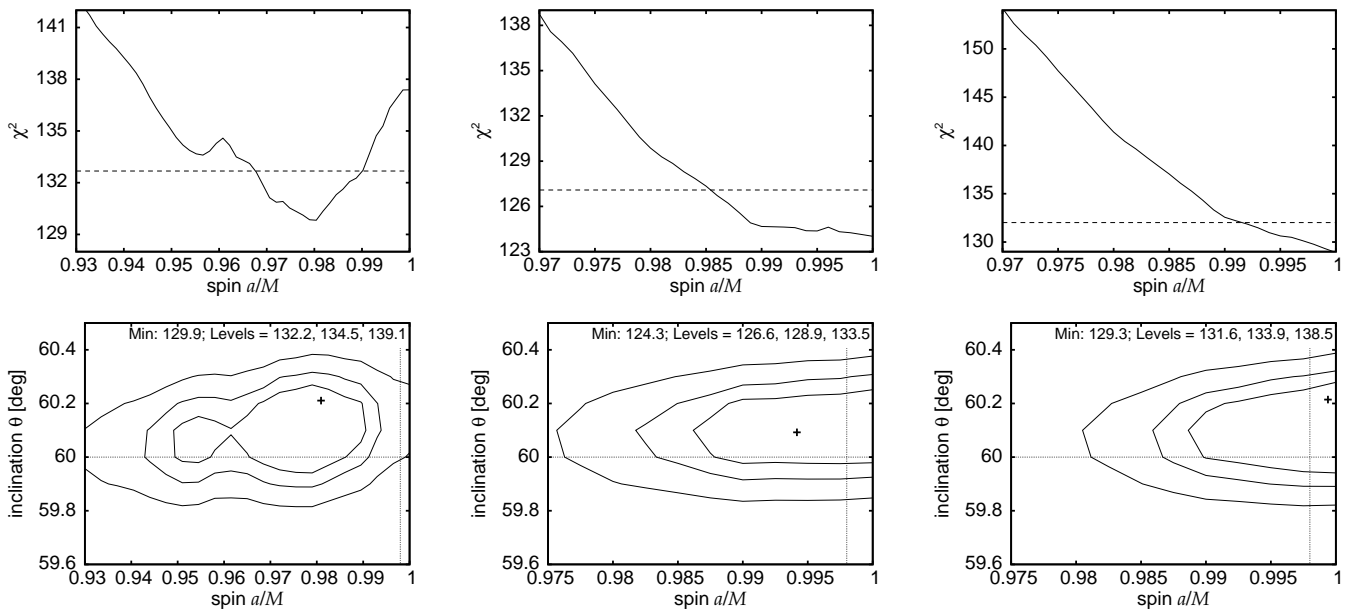 141
138
135
132
129
χ²
0.93 0.94 0.95 0.96 0.97 0.98 0.99 1
spin a/M
138
135
132
129
126
123
χ²
0.97 0.975 0.98 0.985 0.99 0.995 1
spin a/M
150
145
140
135
130
χ²
0.97 0.975 0.98 0.985 0.99 0.995 1
spin a/M
Min: 129.9; Levels = 132.2, 134.5, 139.1
60.4
60.2
60
59.8
59.6
inclination θ [deg]
0.93 0.94 0.95 0.96 0.97 0.98 0.99 1
spin a/M
Min: 124.3; Levels = 126.6, 128.9, 133.5
60.4
60.2
60
59.8
59.6
inclination θ [deg]
0.975 0.98 0.985 0.99 0.995 1
spin a/M
Min: 129.3; Levels = 131.6, 133.9, 138.5
60.4
60.2
60
59.8
59.6
inclination θ [deg]
0.975 0.98 0.985 0.99 0.995 1
spin a/M